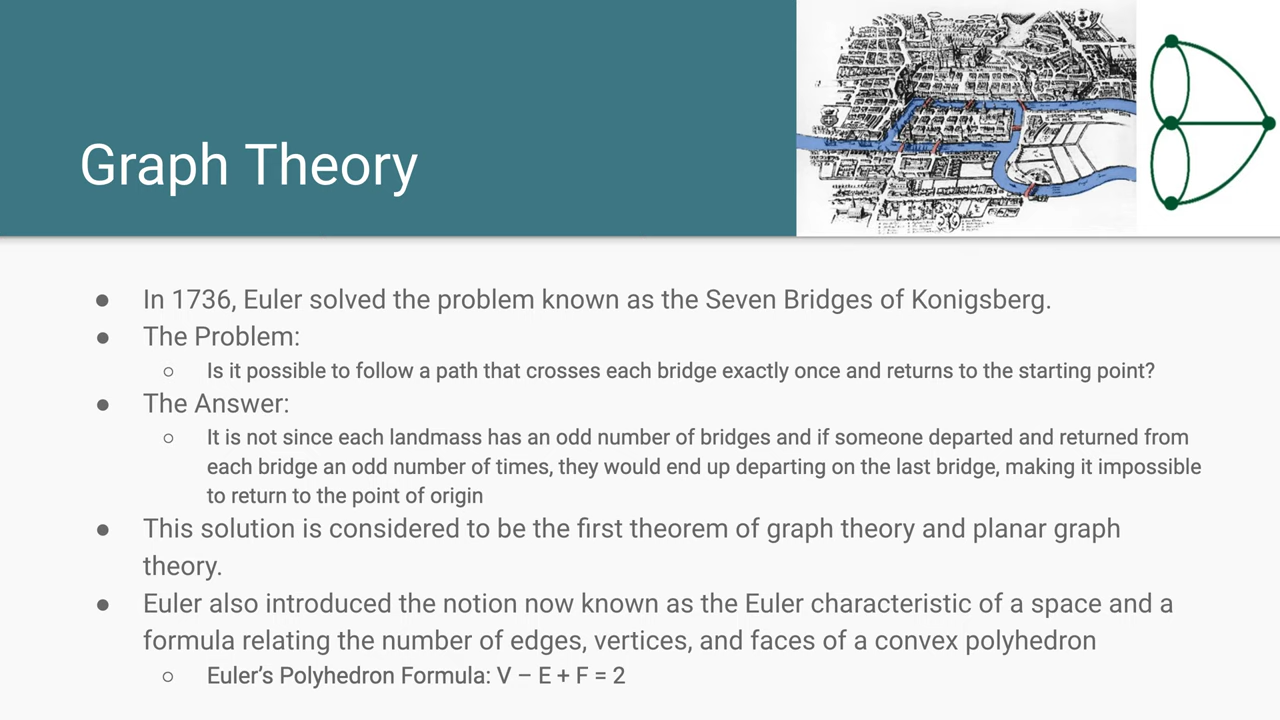 Graph Theory
● In 1736, Euler solved the problem known as the Seven Bridges of Konigsberg.
● The Problem:
○ Is it possible to follow a path that crosses each bridge exactly once and returns to the starting point?
● The Answer:
○ It is not since each landmass has an odd number of bridges and if someone departed and returned from
each bridge an odd number of times, they would end up departing on the last bridge, making it impossible
to return to the point of origin
● This solution is considered to be the first theorem of graph theory and planar graph
theory.
● Euler also introduced the notion now known as the Euler characteristic of a space and a
formula relating the number of edges, vertices, and faces of a convex polyhedron
○ Euler’s Polyhedron Formula: V − E + F = 2